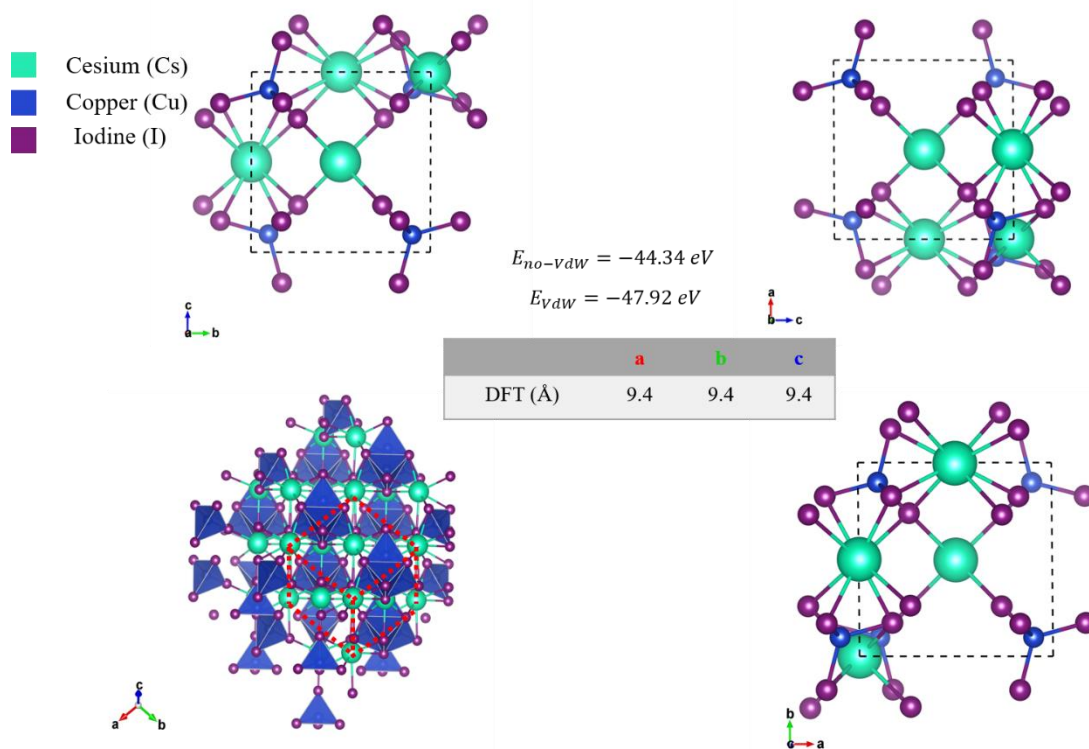 Cesium (Cs)
Copper (Cu)
Iodine (I)
c
a
b
a
b
c
E_{no-VdW} = −44.34 eV
E_{VdW} = −47.92 eV
a b c
DFT (Å) 9.4 9.4 9.4
c
a
b
b
c
a